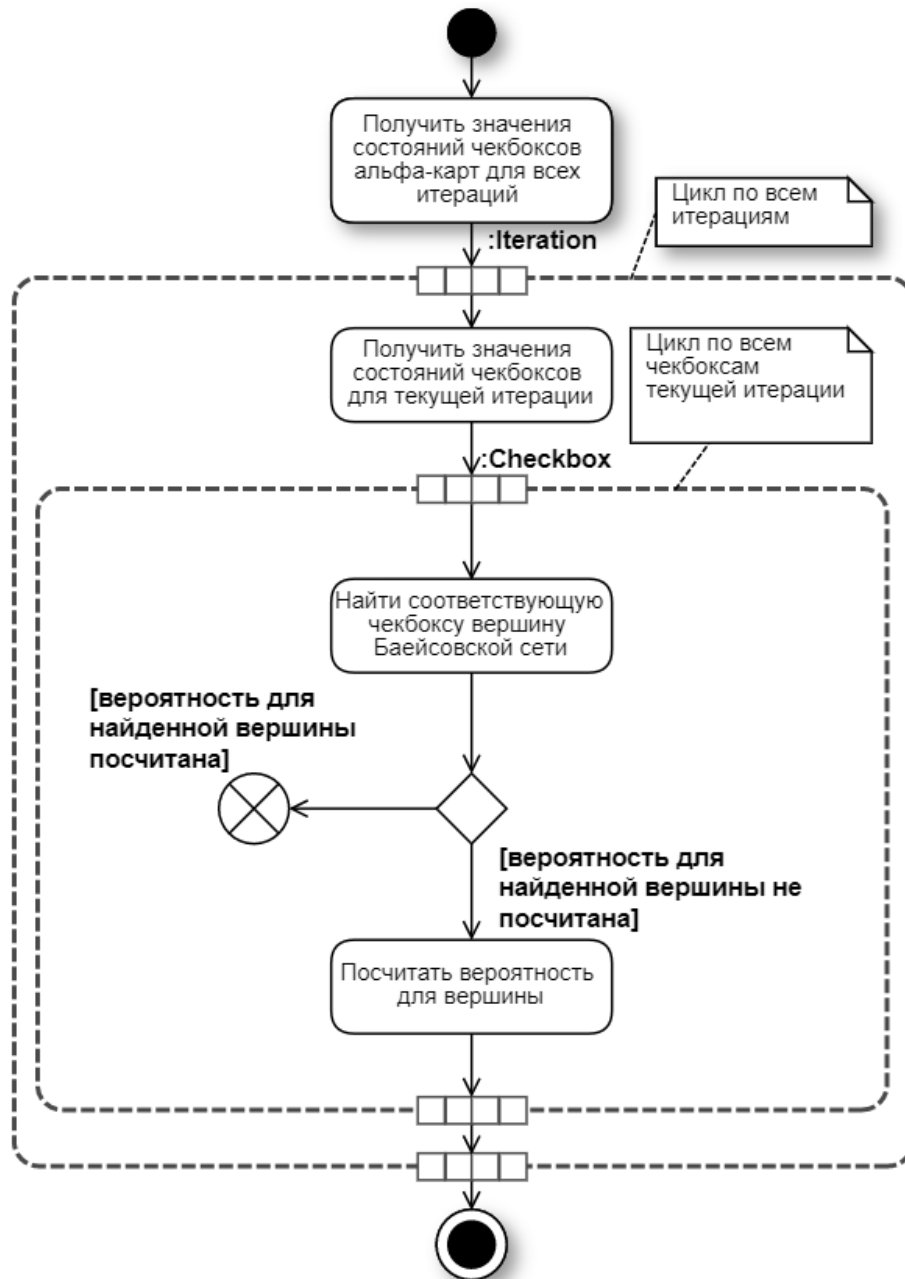 Получить значения
состояний чекбоксов
альфа-карт для всех
итераций
Цикл по всем
итерациям
:Iteration
Получить значения
состояний чекбоксов
для текущей итерации
Цикл по всем
чекбоксам
текущей итерации
:Checkbox
Найти соответствующую
чекбоксу вершину
Баейсовской сети
[вероятность для
найденной вершины
посчитана]
[вероятность для
найденной вершины не
посчитана]
Посчитать вероятность
для вершины